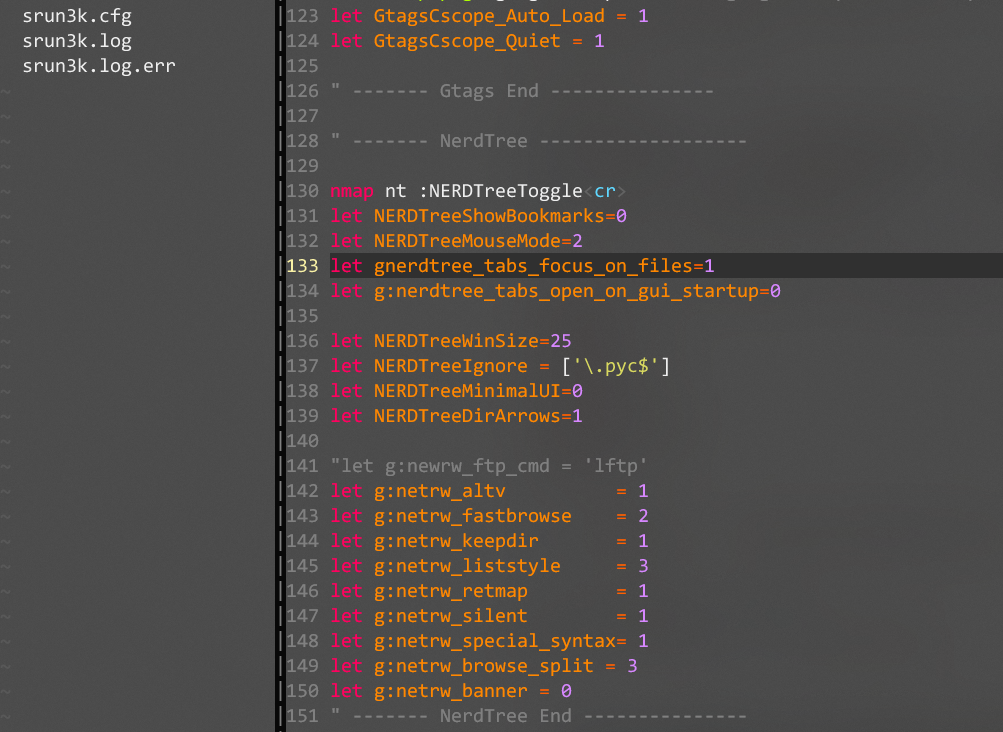 srun3k.cfg
srun3k.log
srun3k.log.err
123 let GtagsCscope_Auto_Load = 1
124 let GtagsCscope_Quiet = 1
125
126 " ------- Gtags End ---------------
127
128 " ------- NerdTree -------------------
129
130 nmap nt :NERDTreeToggle<cr>
131 let NERDTreeShowBookmarks=0
132 let NERDTreeMouseMode=2
133 let gnerdtree_tabs_focus_on_files=1
134 let g:nerdtree_tabs_open_on_gui_startup=0
135
136 let NERDTreeWinSize=25
137 let NERDTreeIgnore = ['\.pyc$']
138 let NERDTreeMinimalUI=0
139 let NERDTreeDirArrows=1
140
141 "let g:newrw_ftp_cmd = 'lftp'
142 let g:netrw_altv          = 1
143 let g:netrw_fastbrowse    = 2
144 let g:netrw_keepdir       = 1
145 let g:netrw_liststyle     = 3
146 let g:netrw_retmap        = 1
147 let g:netrw_silent        = 1
148 let g:netrw_special_syntax= 1
149 let g:netrw_browse_split = 3
150 let g:netrw_banner = 0
151 " ------- NerdTree End ---------------